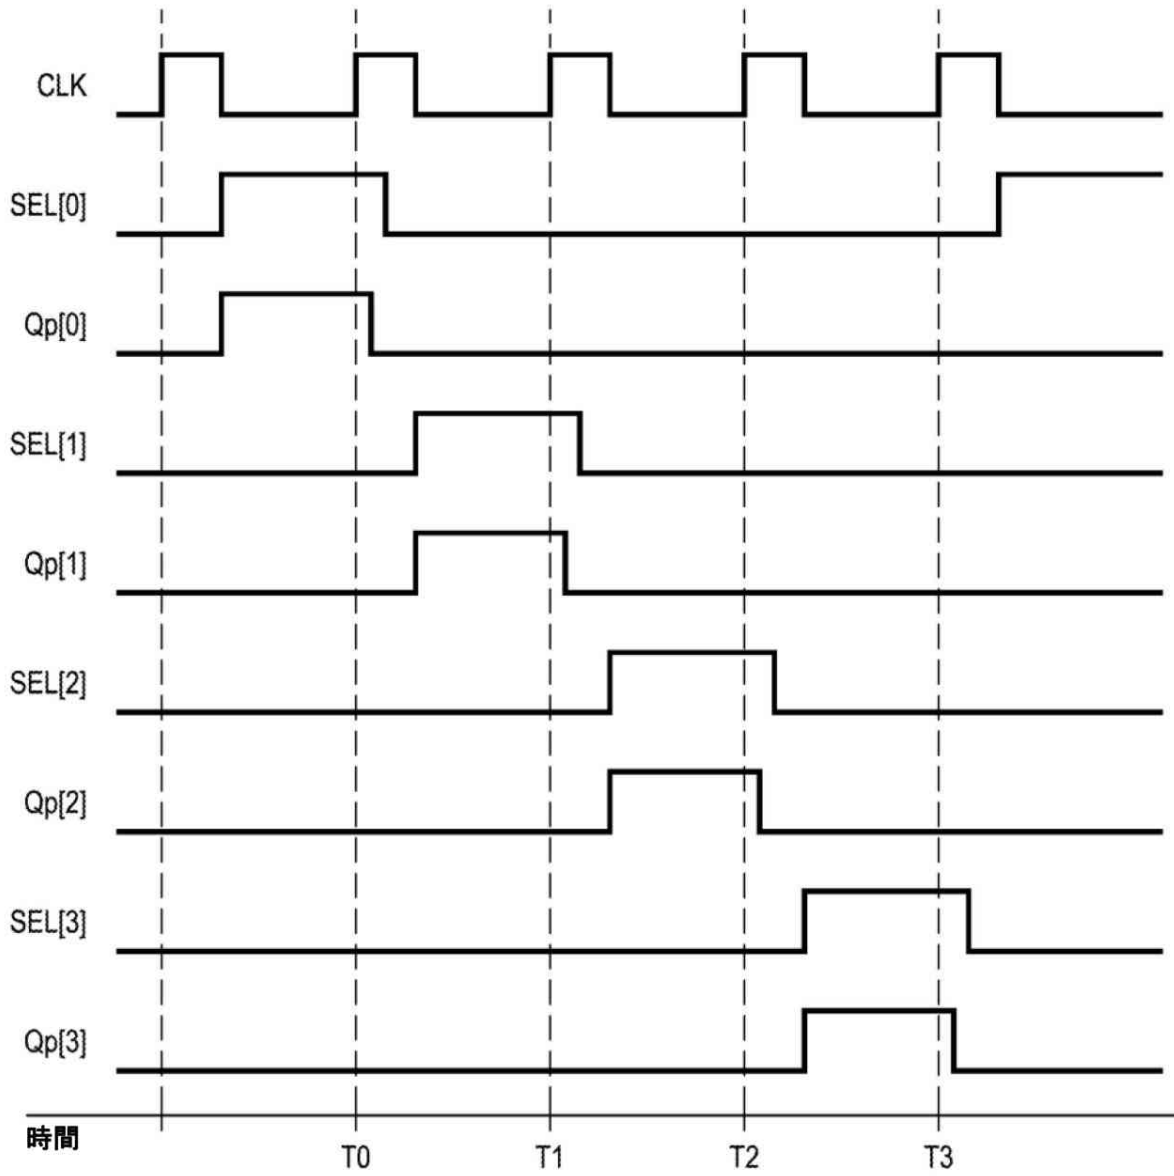 CLK
SEL[0]
Qp[0]
SEL[1]
Qp[1]
SEL[2]
Qp[2]
SEL[3]
Qp[3]
時間
T0 T1 T2 T3